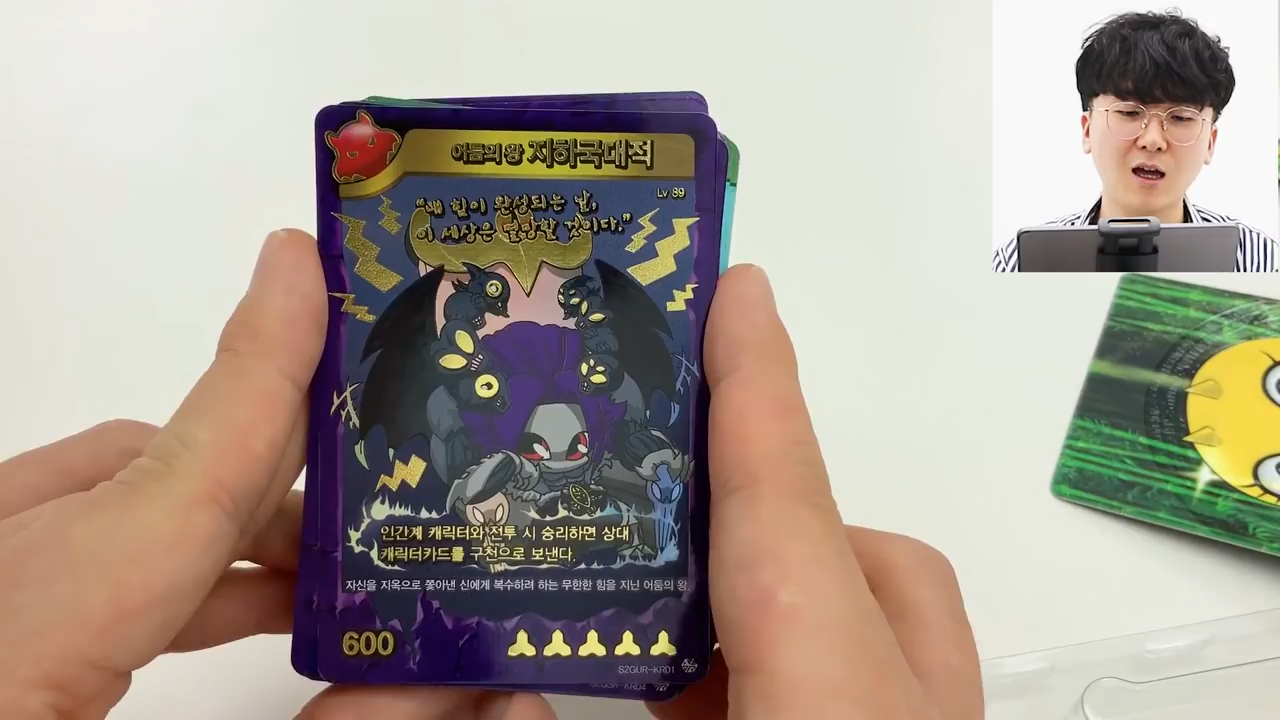 어둠의 왕 지하국대적
Lv 89
"내 힘이 완성되는 날,
이 세상은 멸망할 것이다."
인간계 캐릭터와 전투 시 승리하면 상대
캐릭터카드를 구천으로 보낸다.
자신을 지옥으로 쫓아낸 신에게 복수하려 하는 무한한 힘을 지닌 어둠의 왕.
600
S2GUR-KR01